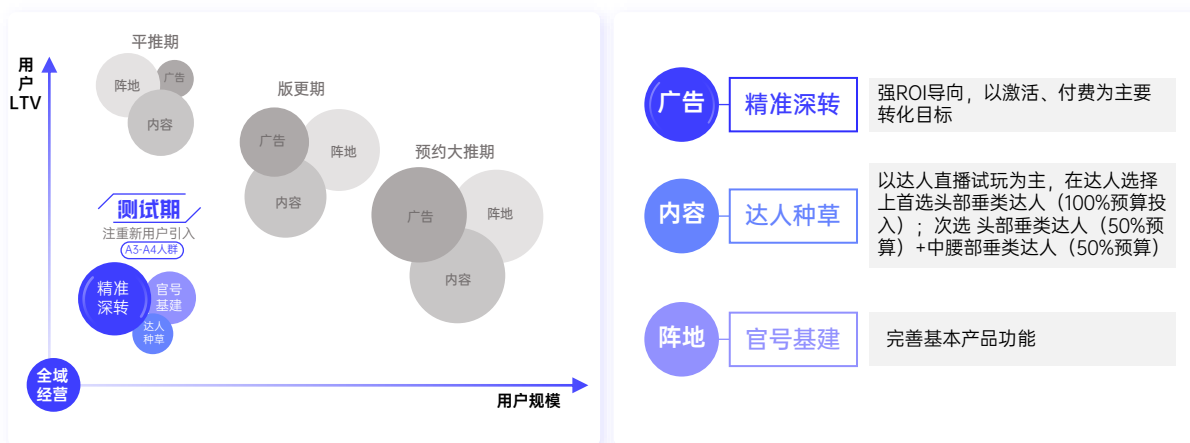 用
户
LTV
平推期
阵地
广告
内容
版更期
广告
阵地
内容
预约大推期
广告
阵地
内容
测试期
注重新用户引入
A3-A4人群
精准
深转
官号
基建
达人
种草
全域
经营
用户规模
广告
精准深转
强ROI导向，以激活、付费为主要
转化目标
内容
达人种草
以达人直播试玩为主，在达人选择
上首选头部垂类达人（100%预算投
入）；次选 头部垂类达人（50%预
算）+中腰部垂类达人（50%预算）
阵地
官号基建
完善基本产品功能